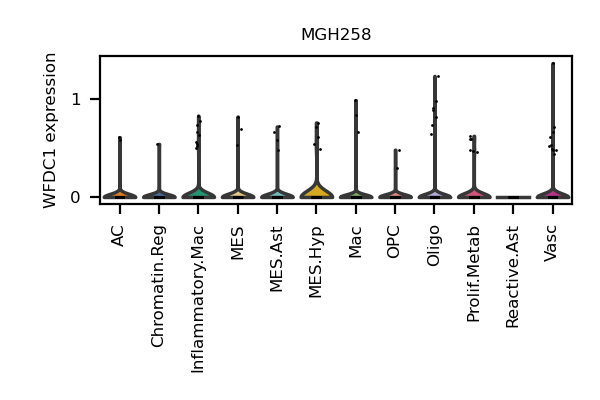 MGH258
WFDC1 expression
1
0
AC
Chromatin.Reg
Inflammatory.Mac
MES
MES.Ast
MES.Hyp
Mac
OPC
Oligo
Prolif.Metab
Reactive.Ast
Vasc